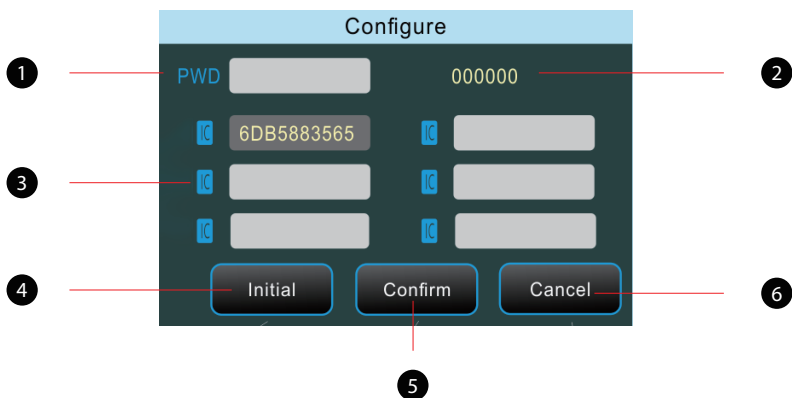 Configure
1 PWD 000000 2
IC 6DB5883565 IC
3 IC IC
IC IC
4 Initial Confirm Cancel 6
5